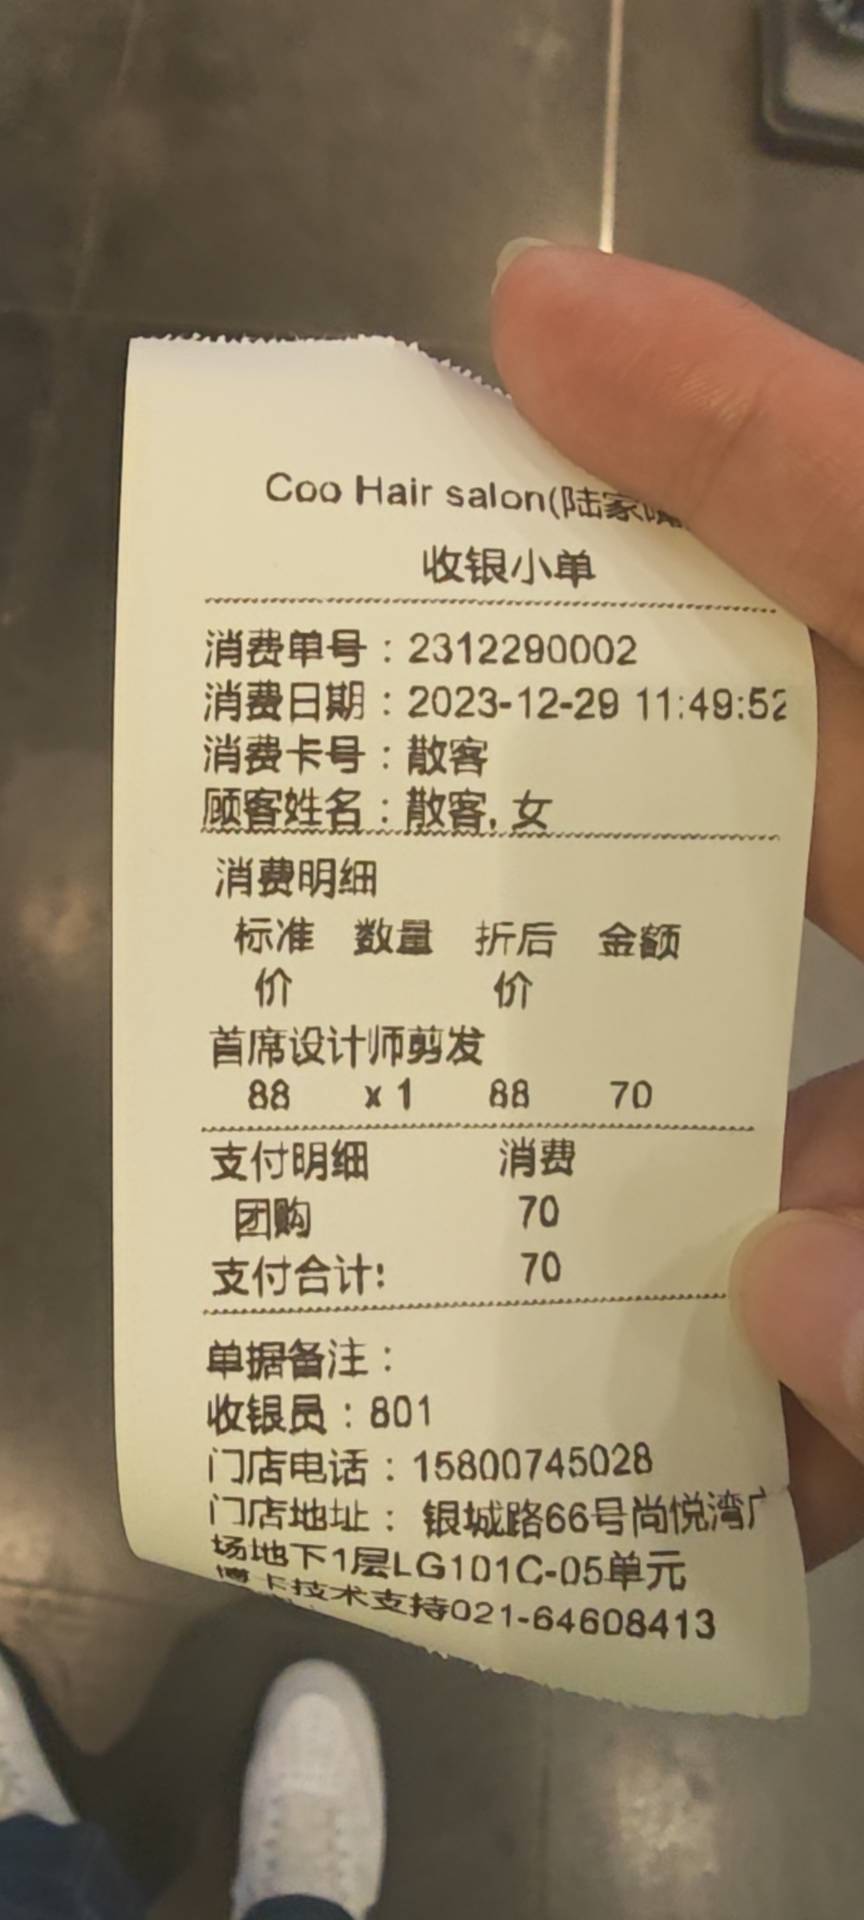 Coo Hair salon(陆家嘴
收银小单
消费单号：2312290002
消费日期：2023-12-29 11:49:52
消费卡号：散客
顾客姓名：散客, 女
消费明细
标准价 数量 折后价 金额
首席设计师剪发
88 x 1 88 70
支付明细 消费
团购 70
支付合计: 70
单据备注：
收银员：801
门店电话：15800745028
门店地址： 银城路66号尚悦湾广
场地下1层LG101C-05单元
博卡技术支持021-64608413